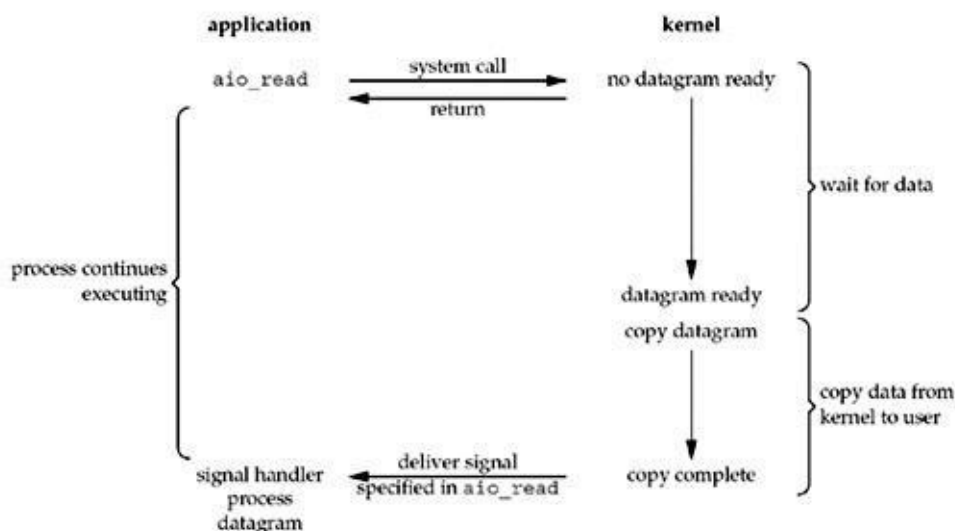 application
kernel
aio_read
system call
no datagram ready
return
wait for data
process continues
executing
datagram ready
copy datagram
copy data from
kernel to user
signal handler
process
datagram
deliver signal
specified in aio_read
copy complete